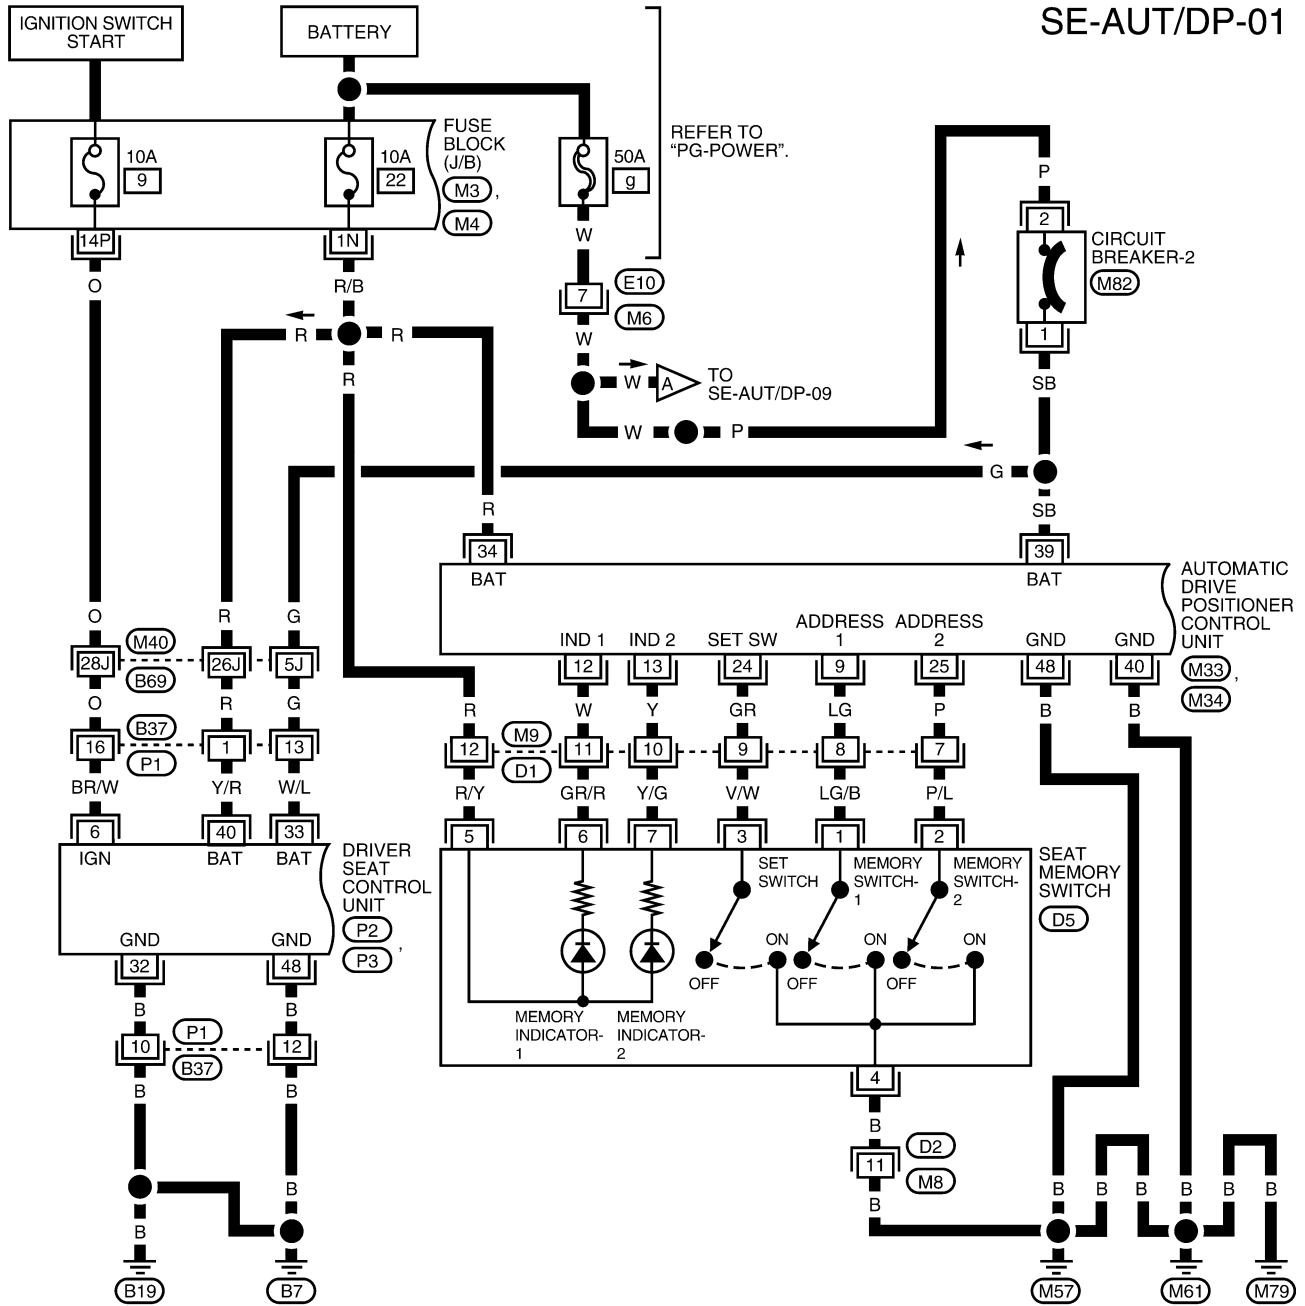 SE-AUT/DP-01
IGNITION SWITCH
START
BATTERY
10A
9
10A
22
FUSE
BLOCK
(J/B)
M3 ,
M4
50A
g
REFER TO
“PG-POWER”.
14P
1N
W
P
2
CIRCUIT
BREAKER-2
M82
1
O
R/B
7
E10
M6
W
R
R
R
W
A
TO
SE-AUT/DP-09
SB
W
P
G
SB
R
34
39
BAT
BAT
AUTOMATIC
DRIVE
POSITIONER
CONTROL
UNIT
M33 ,
M34
IND 1
IND 2
SET SW
ADDRESS
1
ADDRESS
2
GND
GND
O
R
G
28J
M40
B69
26J
5J
12
13
24
9
25
48
40
O
R
G
R
W
Y
GR
LG
P
B
B
16
B37
P1
1
13
12
M9
D1
11
10
9
8
7
BR/W
Y/R
W/L
R/Y
GR/R
Y/G
V/W
LG/B
P/L
6
40
33
5
6
7
3
1
2
IGN
BAT
BAT
DRIVER
SEAT
CONTROL
UNIT
P2
,
P3
SET
SWITCH
MEMORY
SWITCH-
1
MEMORY
SWITCH-
2
SEAT
MEMORY
SWITCH
D5
GND
GND
ON
ON
ON
OFF
OFF
OFF
32
48
MEMORY
INDICATOR-
1
MEMORY
INDICATOR-
2
B
B
10
P1
B37
12
4
B
B
B
11
D2
M8
B
B
B
B
B
B
B
B
B
B
B19
B7
M57
M61
M79